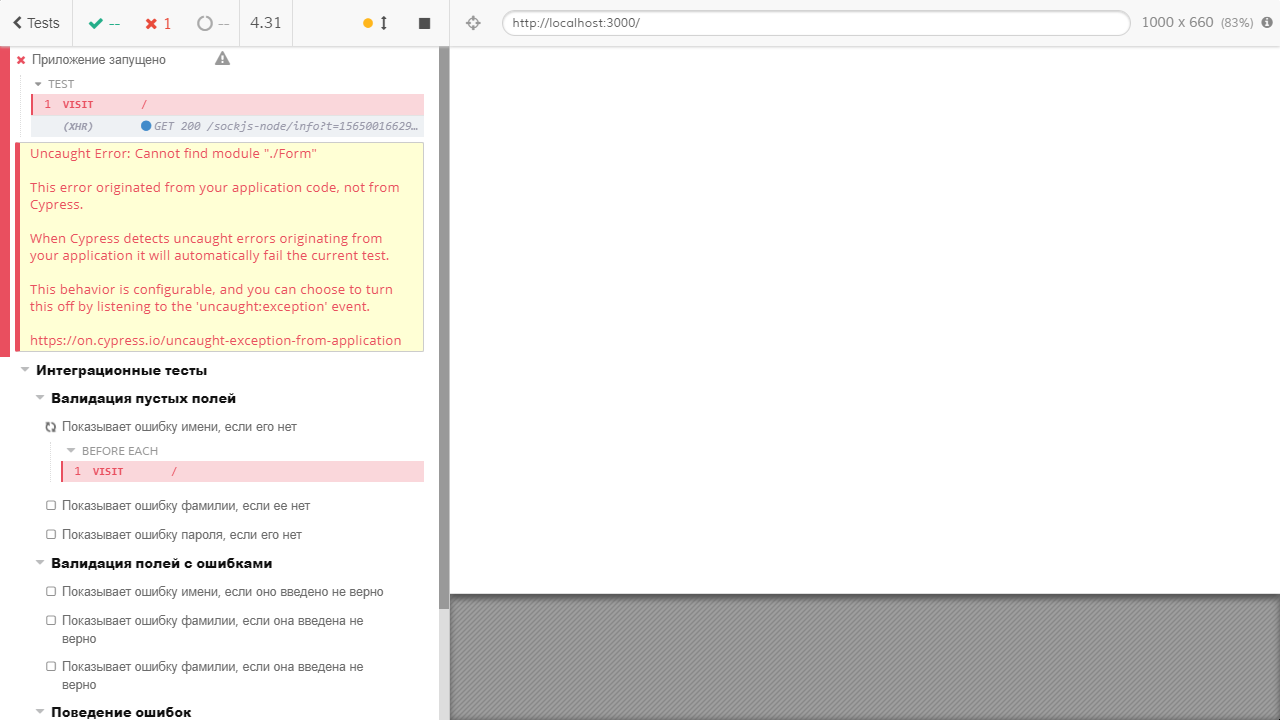 Tests
--
1
--
4.31
http://localhost:3000/
1000 x 660 (83%)
Приложение запущено
TEST
1 VISIT /
(XHR) GET 200 /sockjs-node/info?t=15650016629…
Uncaught Error: Cannot find module "./Form"
This error originated from your application code, not from
Cypress.
When Cypress detects uncaught errors originating from
your application it will automatically fail the current test.
This behavior is configurable, and you can choose to turn
this off by listening to the 'uncaught:exception' event.
https://on.cypress.io/uncaught-exception-from-application
Интеграционные тесты
Валидация пустых полей
Показывает ошибку имени, если его нет
BEFORE EACH
1 VISIT /
Показывает ошибку фамилии, если ее нет
Показывает ошибку пароля, если его нет
Валидация полей с ошибками
Показывает ошибку имени, если оно введено не верно
Показывает ошибку фамилии, если она введена не
верно
Показывает ошибку фамилии, если она введена не
верно
Поведение ошибок